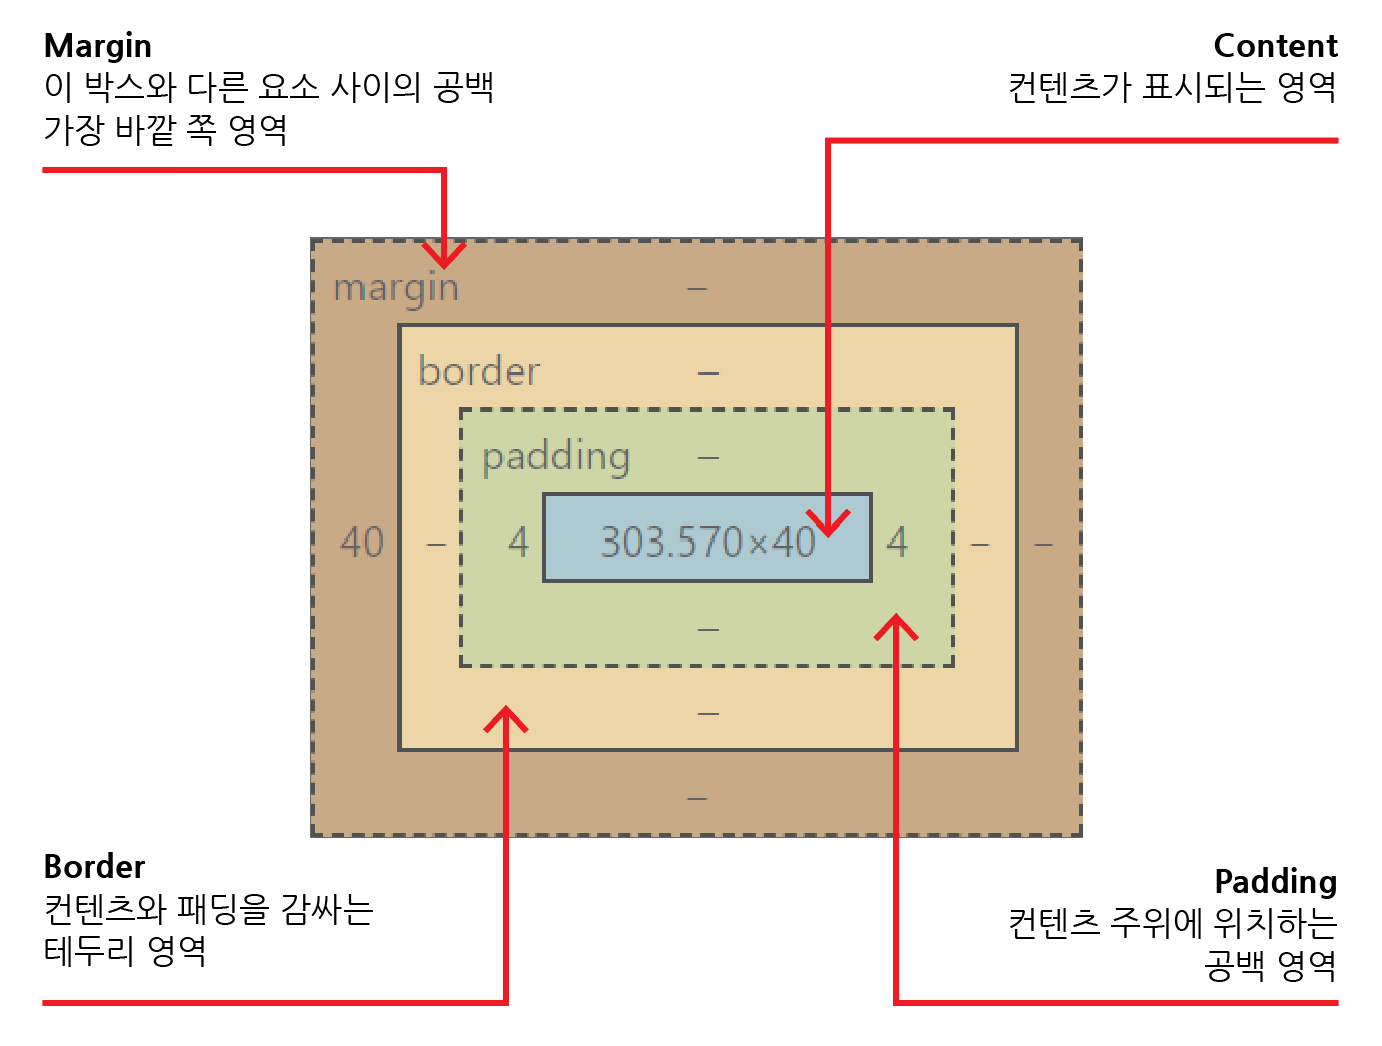 Margin
이 박스와 다른 요소 사이의 공백
가장 바깥 쪽 영역
Content
컨텐츠가 표시되는 영역
margin –
border –
padding –
40 – 4 303.570×40 4 – –
–
–
–
Border
컨텐츠와 패딩을 감싸는
테두리 영역
Padding
컨텐츠 주위에 위치하는
공백 영역